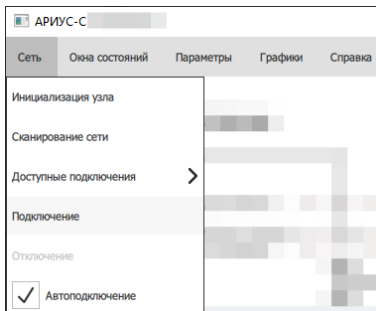 АРИУС-С
Сеть Окна состояний Параметры Графики Справка
Инициализация узла
Сканирование сети
Доступные подключения
Подключение
Отключение
Автоподключение